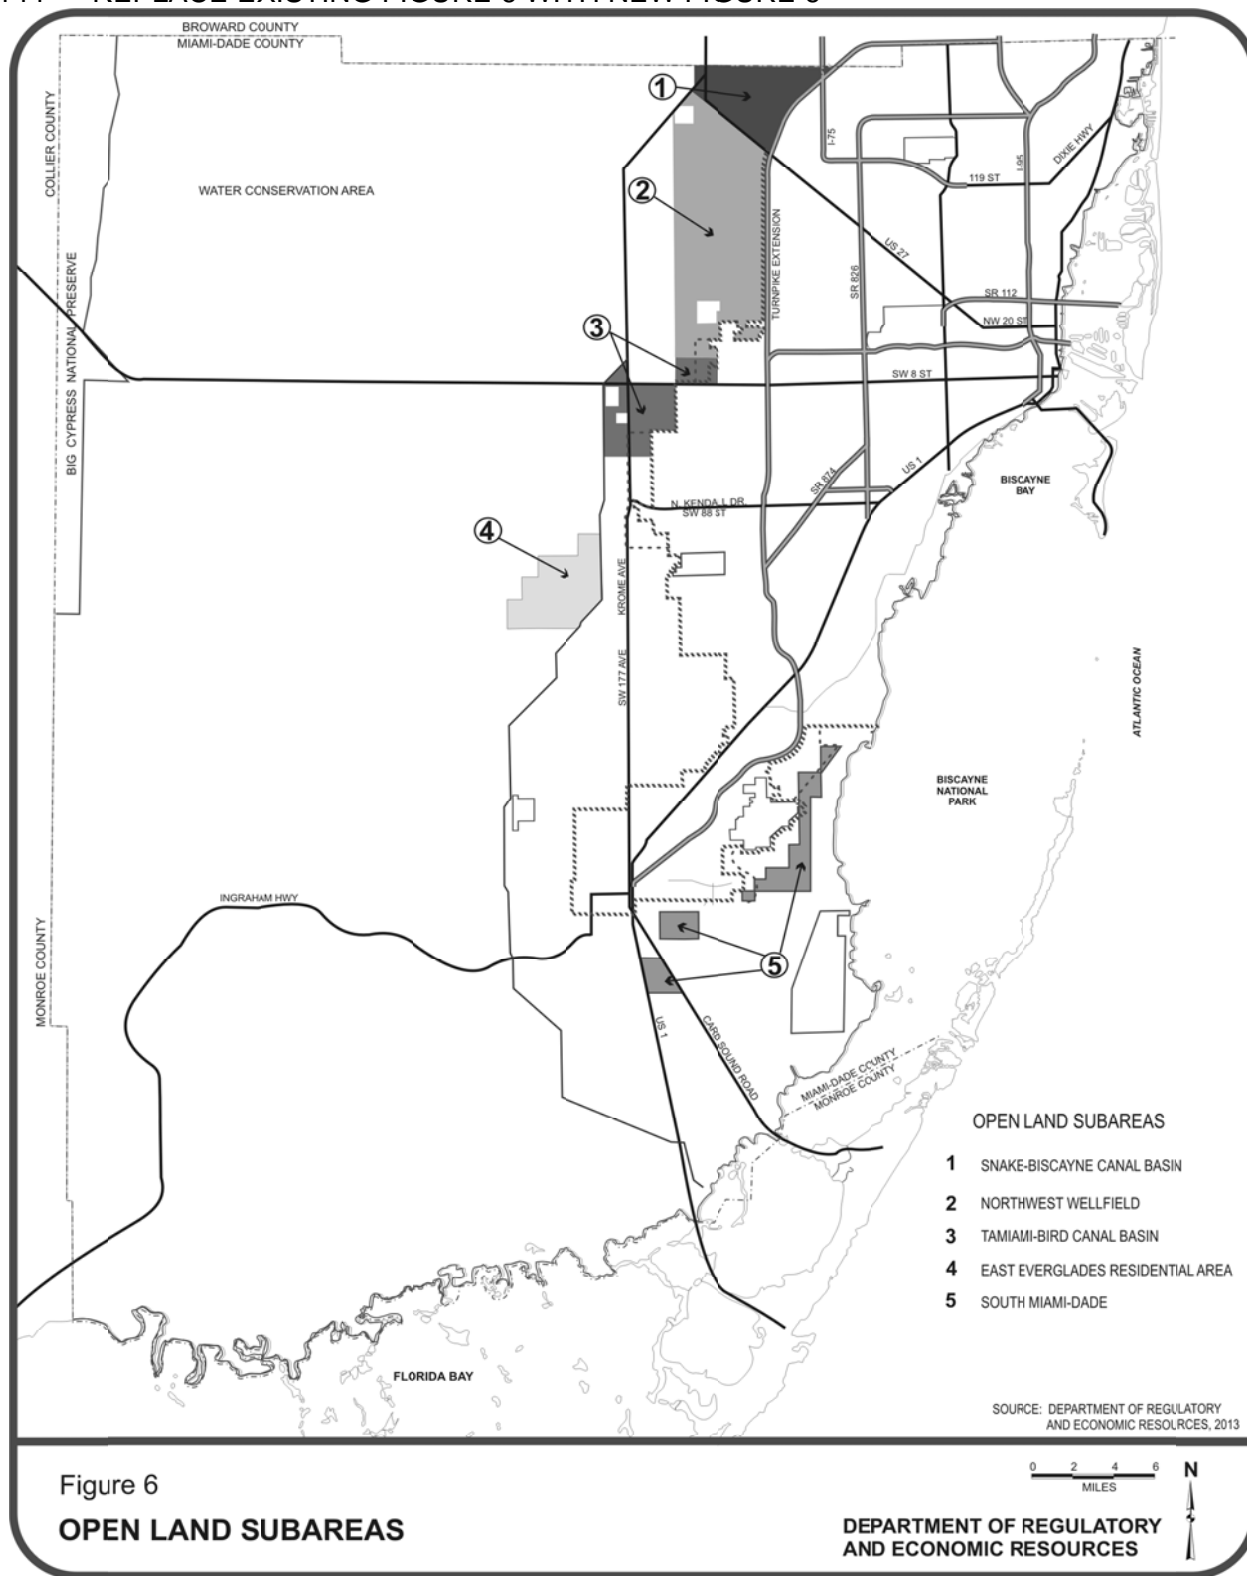 REPLACE EXISTING FIGURE 6 WITH NEW FIGURE 6
BROWARD COUNTY
MIAMI-DADE COUNTY
COLLIER COUNTY
WATER CONSERVATION AREA
BIG CYPRESS NATIONAL PRESERVE
MONROE COUNTY
1
2
3
4
5
I-75
I-95
DIXIE HWY
119 ST
TURNPIKE EXTENSION
US 27
SR 826
SR 112
NW 20 ST
SW 8 ST
SR 874
US 1
N. KENDALL DR.
SW 88 ST
KROME AVE
SW 177 AVE
BISCAYNE
BAY
ATLANTIC OCEAN
BISCAYNE
NATIONAL
PARK
INGRAHAM HWY
US 1
CARD SOUND ROAD
MIAMI-DADE COUNTY
MONROE COUNTY
FLORIDA BAY
OPEN LAND SUBAREAS
1 SNAKE-BISCAYNE CANAL BASIN
2 NORTHWEST WELLFIELD
3 TAMIAMI-BIRD CANAL BASIN
4 EAST EVERGLADES RESIDENTIAL AREA
5 SOUTH MIAMI-DADE
SOURCE: DEPARTMENT OF REGULATORY
AND ECONOMIC RESOURCES, 2013
Figure 6
OPEN LAND SUBAREAS
0 2 4 6
MILES
N
DEPARTMENT OF REGULATORY
AND ECONOMIC RESOURCES